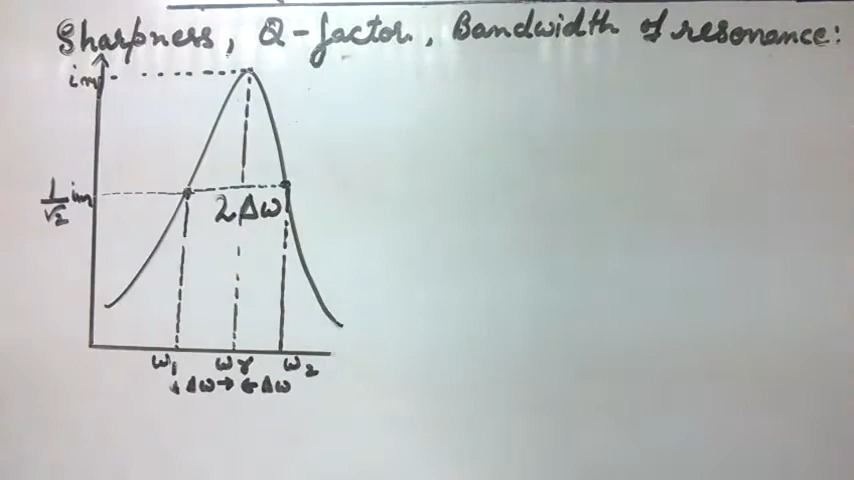 Sharpness, Q-factor, Bandwidth of resonance:
im
1/√2 im
2Δω
ω1 ωr ω2
Δω→ ←Δω